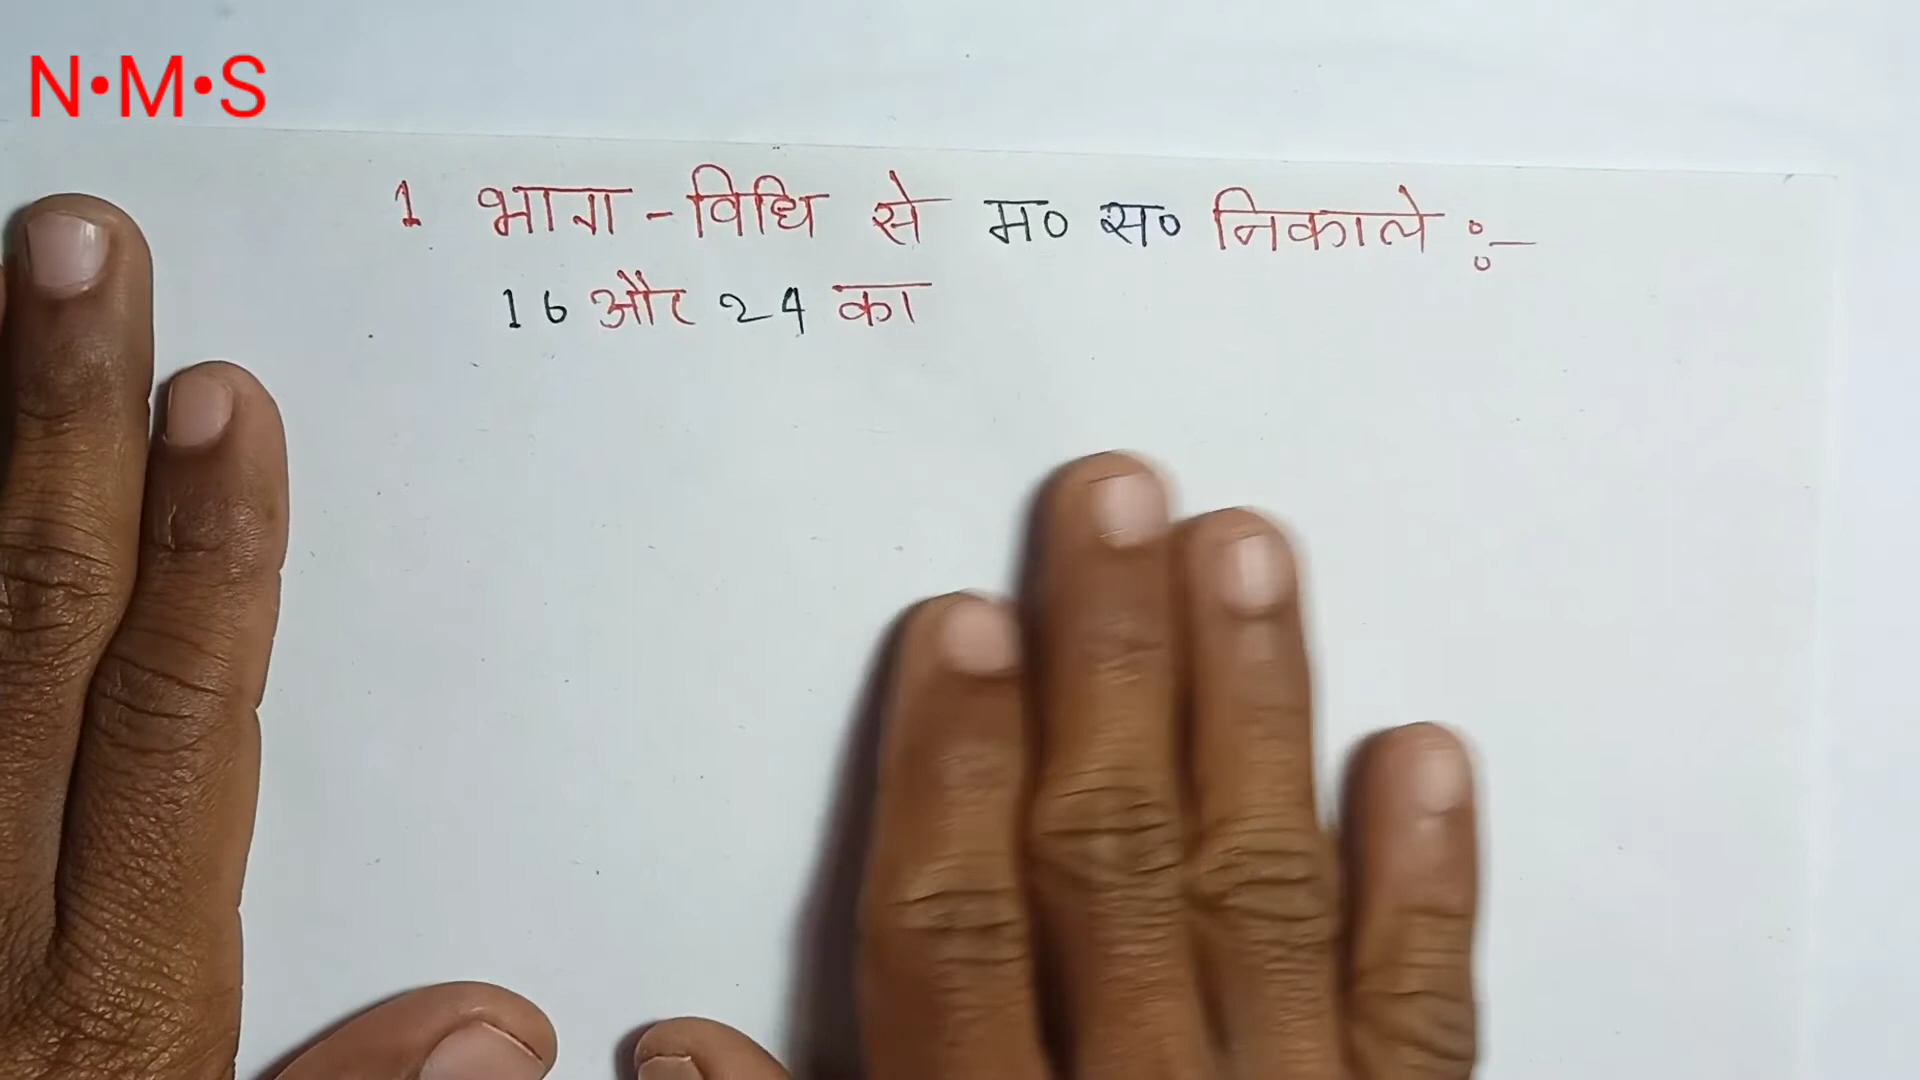 N•M•S
1 भाग - विधि से म० स० निकाले :-
16 और 24 का